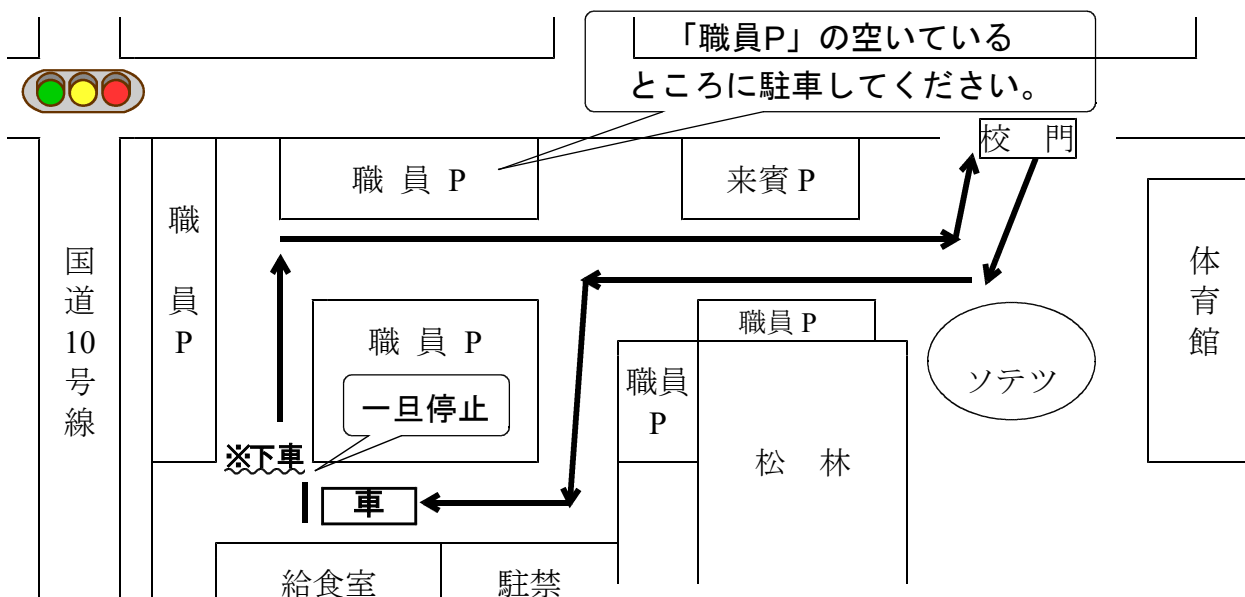 「職員P」の空いている
ところに駐車してください。
校 門
職 員 P
来賓 P
職員P
国道10号線
体育館
職 員 P
職員 P
職員
P
ソテツ
一旦停止
※下車
松 林
車
給食室
駐禁